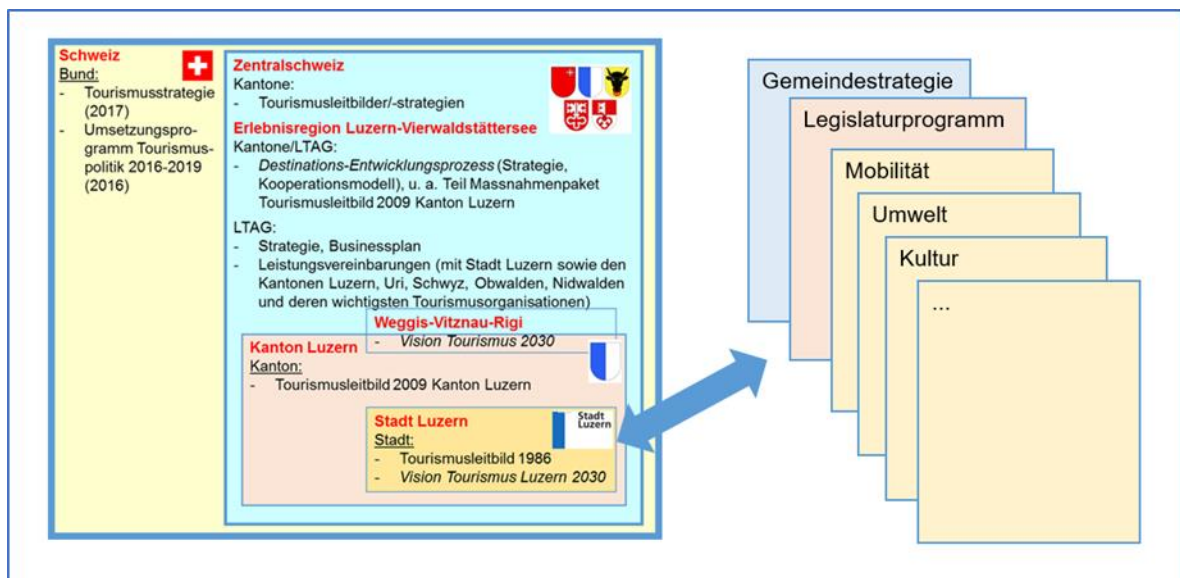 Schweiz
Bund:
- Tourismusstrategie
(2017)
- Umsetzungspro-
gramm Tourismus-
politik 2016-2019
(2016)
Zentralschweiz
Kantone:
- Tourismusleitbilder/-strategien
Erlebnisregion Luzern-Vierwaldstättersee
Kantone/LTAG:
- Destinations-Entwicklungsprozess (Strategie,
Kooperationsmodell), u. a. Teil Massnahmenpaket
Tourismusleitbild 2009 Kanton Luzern
LTAG:
- Strategie, Businessplan
- Leistungsvereinbarungen (mit Stadt Luzern sowie den
Kantonen Luzern, Uri, Schwyz, Obwalden, Nidwalden
und deren wichtigsten Tourismusorganisationen)
Weggis-Vitznau-Rigi
- Vision Tourismus 2030
Kanton Luzern
Kanton:
- Tourismusleitbild 2009 Kanton Luzern
Stadt Luzern
Stadt:
- Tourismusleitbild 1986
- Vision Tourismus Luzern 2030
Stadt
Luzern
Gemeindestrategie
Legislaturprogramm
Mobilität
Umwelt
Kultur
...